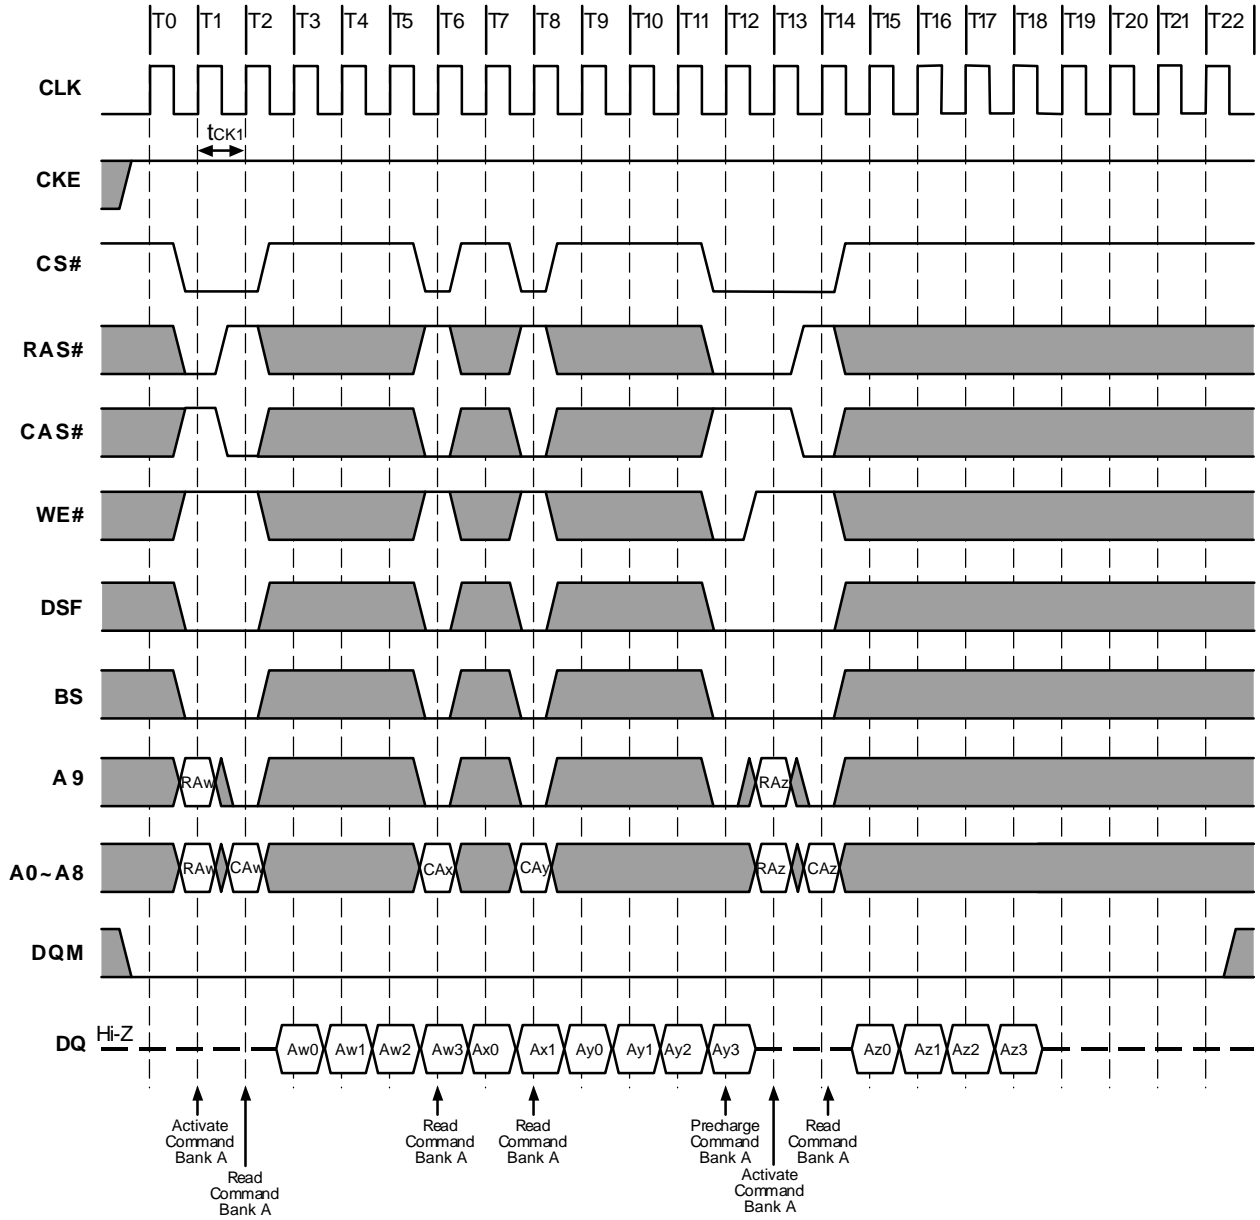 T0 T1 T2 T3 T4 T5 T6 T7 T8 T9 T10 T11 T12 T13 T14 T15 T16 T17 T18 T19 T20 T21 T22
CLK
tCK1
CKE
CS#
RAS#
CAS#
WE#
DSF
BS
A9
RAw RAz
A0~A8
RAw CAw CAx CAy RAz CAz
DQM
DQ
Hi-Z
Aw0 Aw1 Aw2 Aw3 Ax0 Ax1 Ay0 Ay1 Ay2 Ay3 Az0 Az1 Az2 Az3
Activate
Command
Bank A
Read
Command
Bank A
Read
Command
Bank A
Read
Command
Bank A
Precharge
Command
Bank A
Activate
Command
Bank A
Read
Command
Bank A